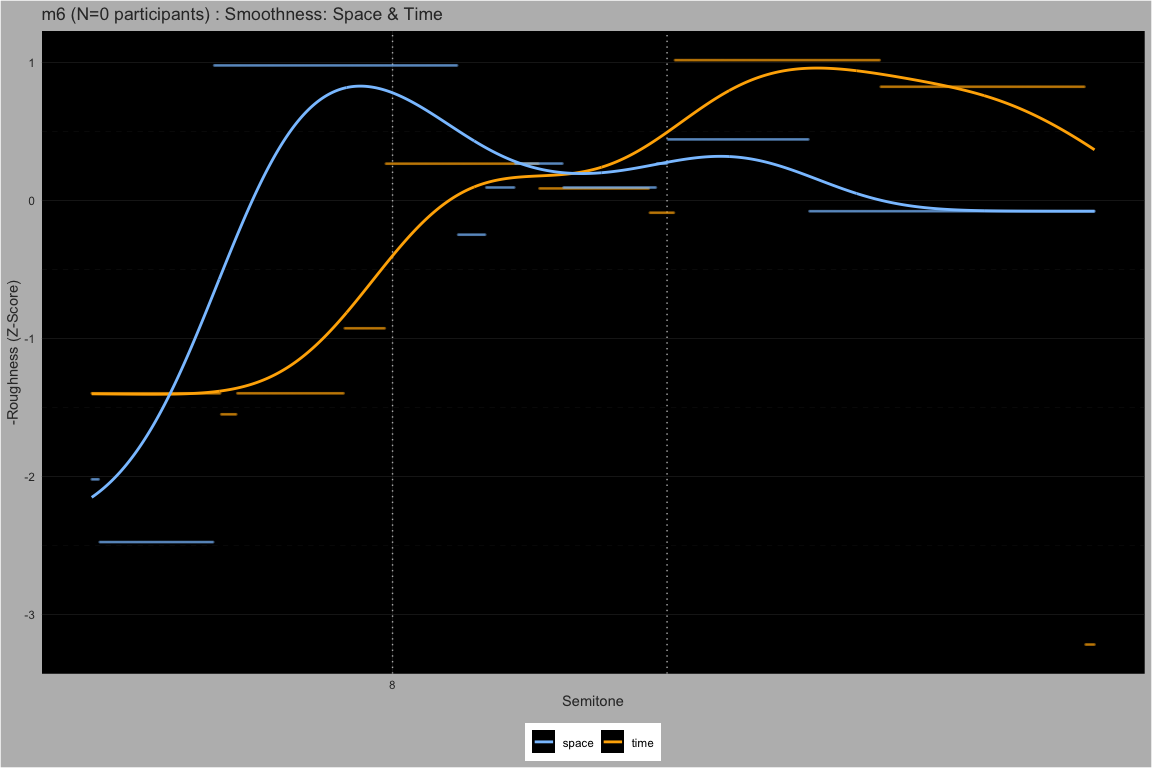 m6 (N=0 participants) : Smoothness: Space & Time
-Roughness (Z-Score)
1
0
-1
-2
-3
8
Semitone
space
time